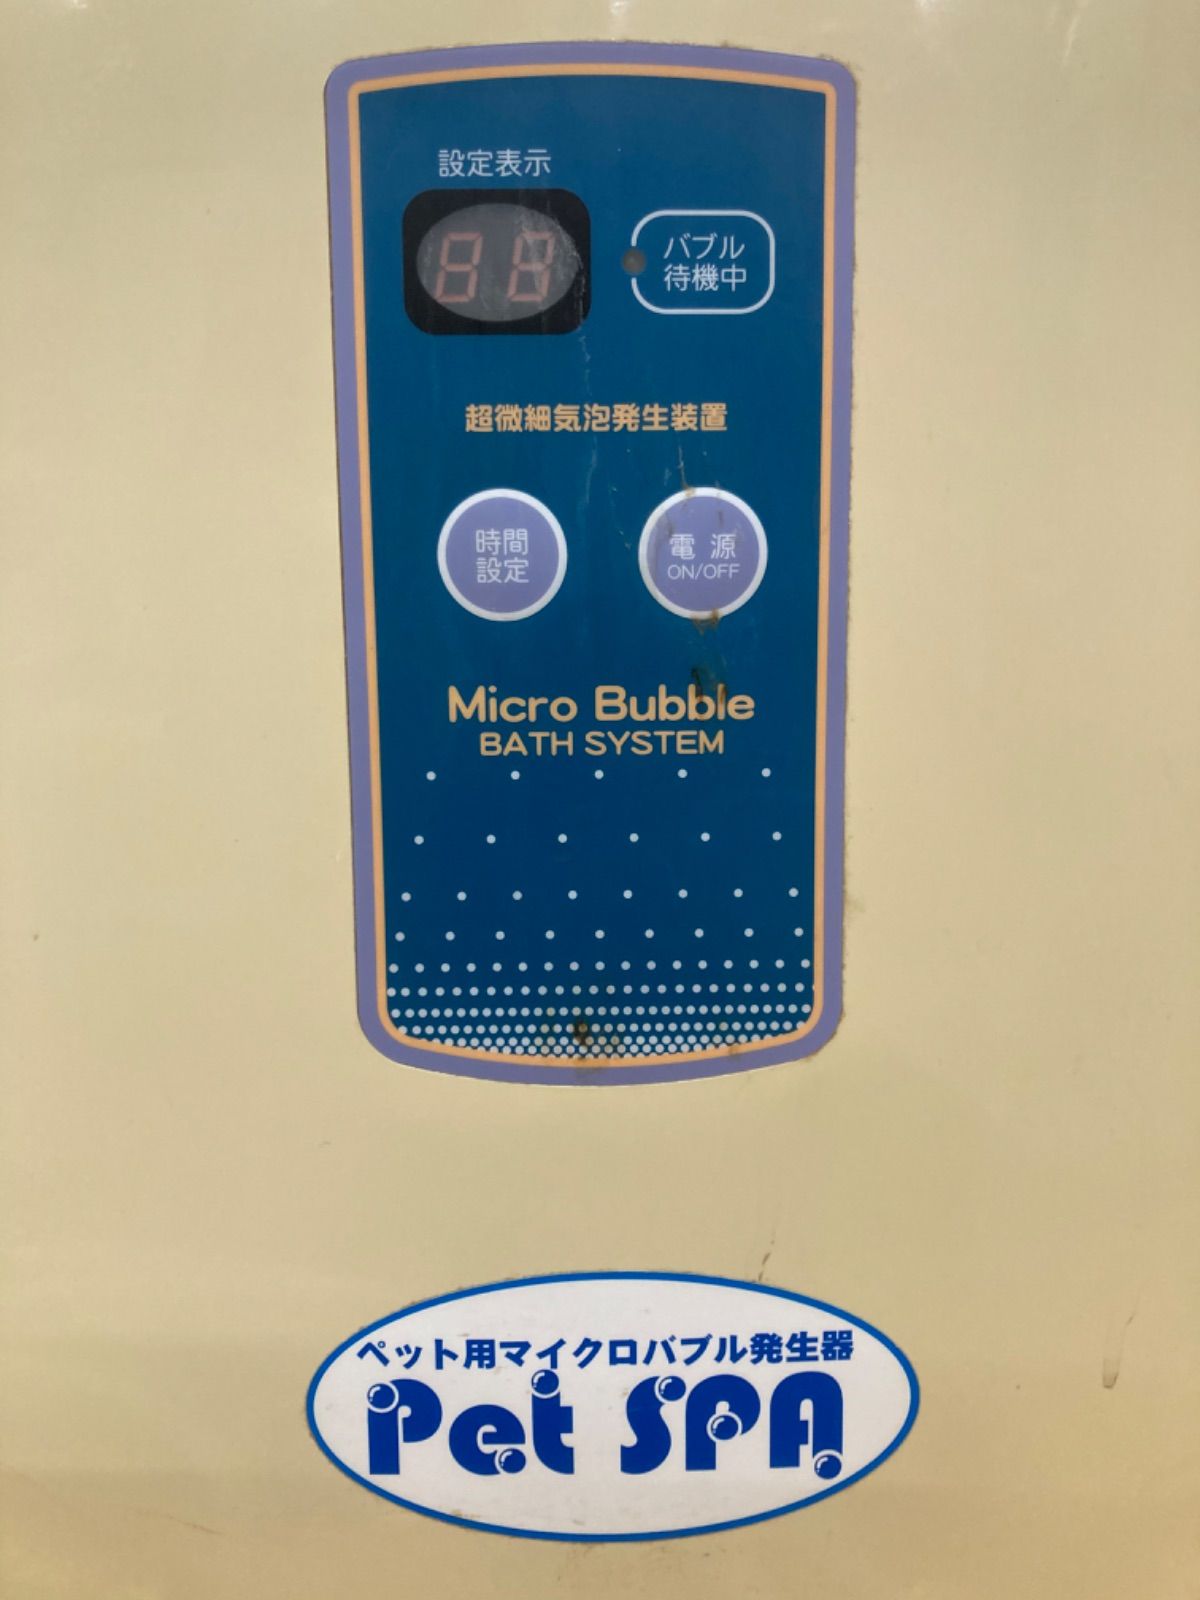 設定表示
88
バブル
待機中
超微細気泡発生装置
時間
設定
電源
ON/OFF
Micro Bubble
BATH SYSTEM
ペット用マイクロバブル発生器
Pet SPA